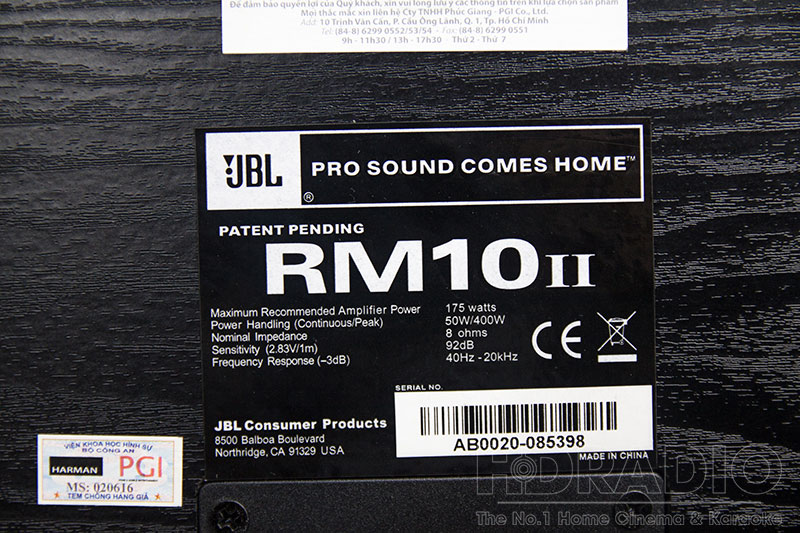 Để đảm bảo quyền lợi của Quý khách, xin vui lòng lưu ý các thông tin trên khi lựa chọn sản phẩm
Mọi thắc mắc xin liên hệ Cty TNHH Phúc Giang - PGI Co., Ltd.
Add: 10 Trịnh Văn Cấn, P. Cầu Ông Lãnh, Q. 1, Tp. Hồ Chí Minh
Tel: (84-8) 6299 0552/53/54 - Fax: (84-8) 6299 0551
9h - 11h30 / 13h - 17h30 Thứ 2 - Thứ 7
JBL ® PRO SOUND COMES HOME™
PATENT PENDING
RM10II
Maximum Recommended Amplifier Power 175 watts
Power Handling (Continuous/Peak) 50W/400W
Nominal Impedance 8 ohms
Sensitivity (2.83V/1m) 92dB
Frequency Response (–3dB) 40Hz - 20kHz
CE
SERIAL NO.
JBL Consumer Products
8500 Balboa Boulevard
Northridge, CA 91329 USA
AB0020-085398
MADE IN CHINA
VIỆN KHOA HỌC HÌNH SỰ
BỘ CÔNG AN
HARMAN PGI
MS: 020616
TEM CHỐNG HÀNG GIẢ
HDRADIO
The No.1 Home Cinema & Karaoke